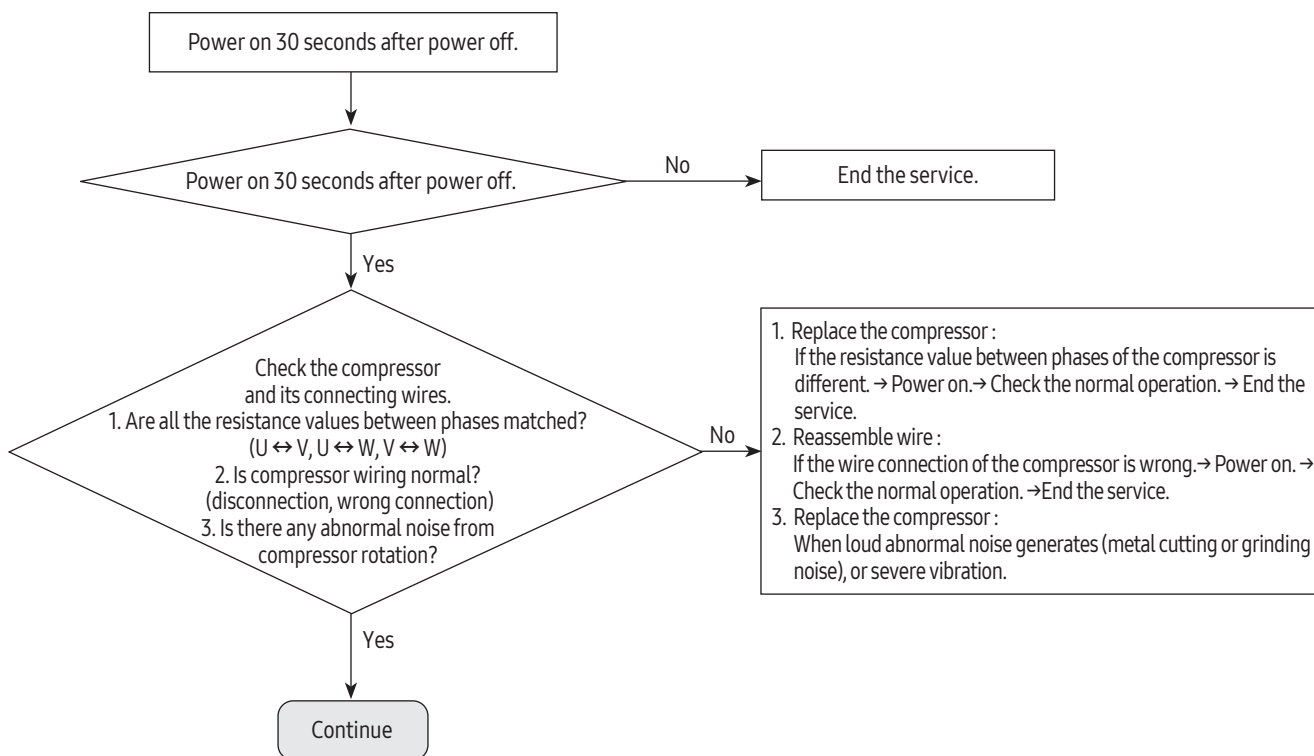 Power on 30 seconds after power off.
Power on 30 seconds after power off.
No
End the service.
Yes
Check the compressor
and its connecting wires.
1. Are all the resistance values between phases matched?
(U ↔ V, U ↔ W, V ↔ W)
2. Is compressor wiring normal?
(disconnection, wrong connection)
3. Is there any abnormal noise from
compressor rotation?
No
1. Replace the compressor :
If the resistance value between phases of the compressor is
different. → Power on.→ Check the normal operation. → End the
service.
2. Reassemble wire :
If the wire connection of the compressor is wrong.→ Power on. →
Check the normal operation. →End the service.
3. Replace the compressor :
When loud abnormal noise generates (metal cutting or grinding
noise), or severe vibration.
Yes
Continue